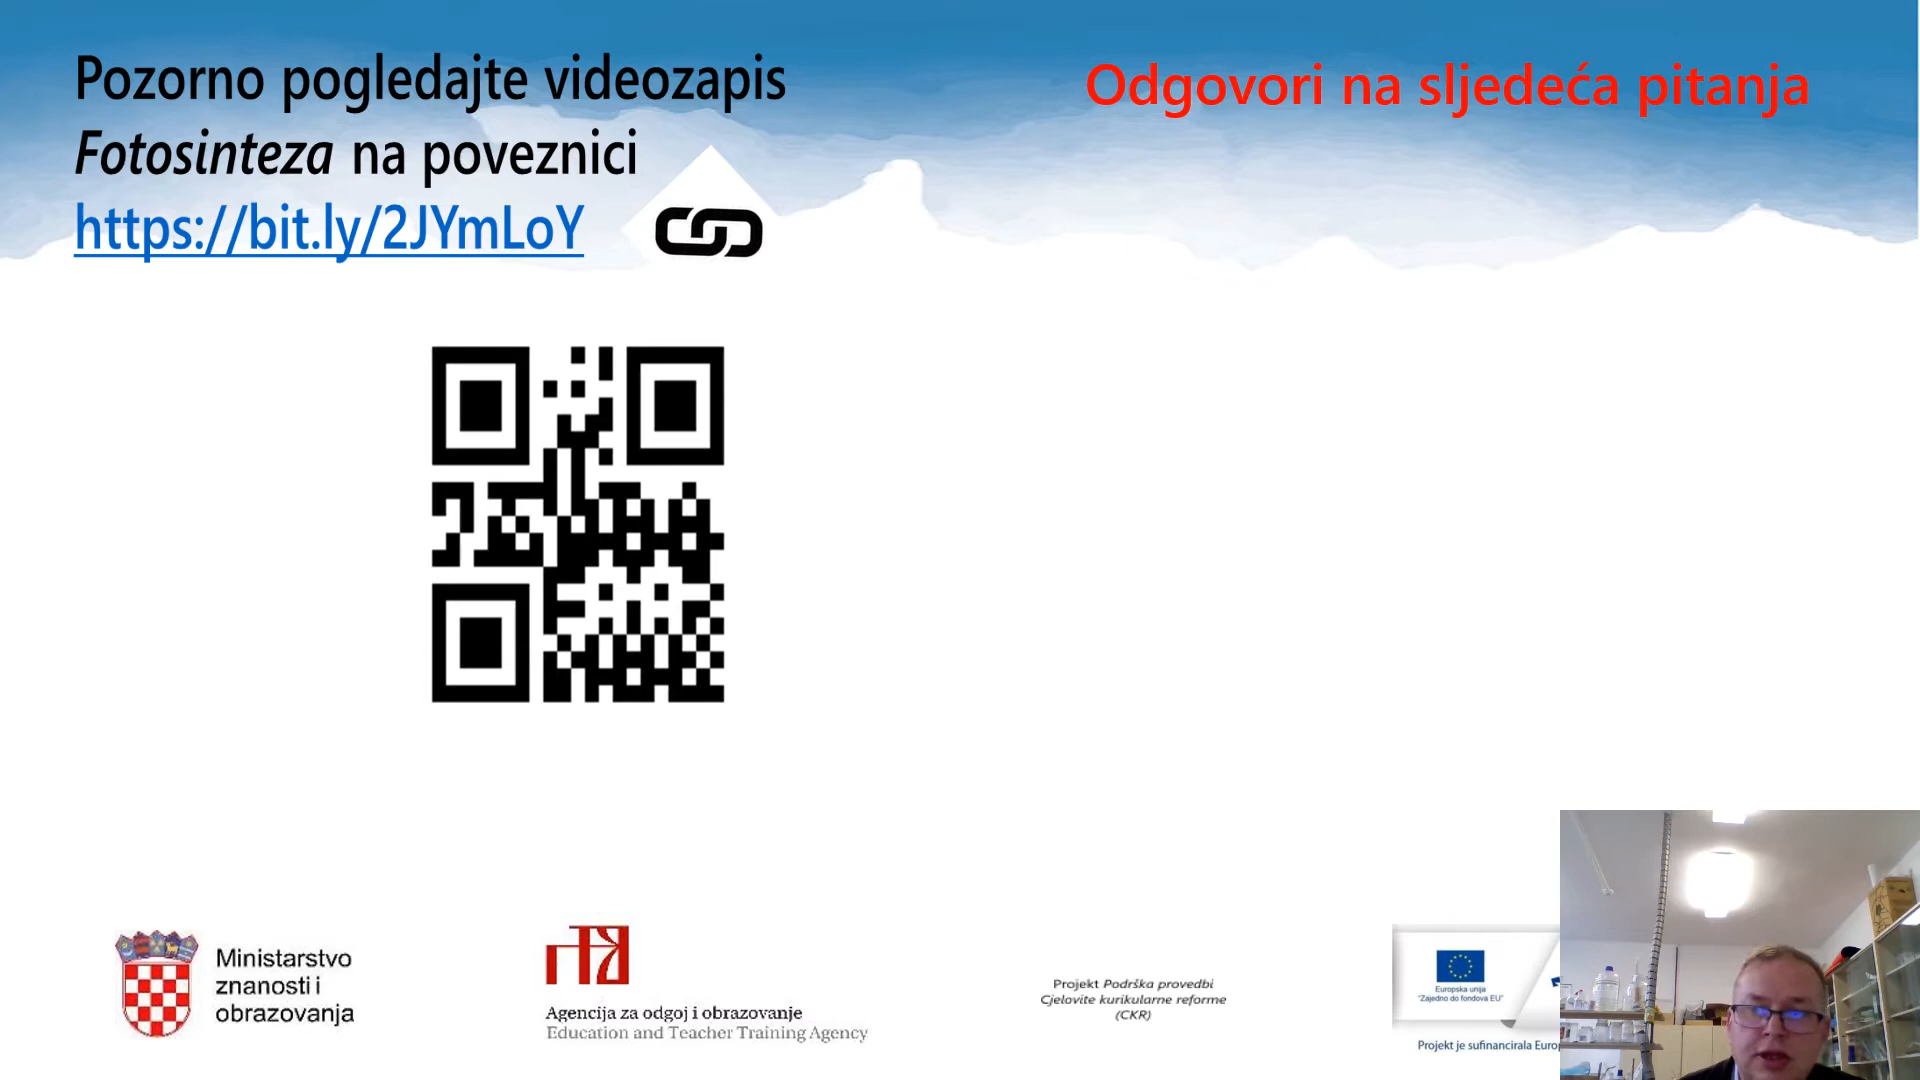 Pozorno pogledajte videozapis
Fotosinteza na poveznici
https://bit.ly/2JYmLoY
Odgovori na sljedeća pitanja
Ministarstvo
znanosti i
obrazovanja
Agencija za odgoj i obrazovanje
Education and Teacher Training Agency
Projekt Podrška provedbi
Cjelovite kurikularne reforme
(CKR)
Europska unija
"Zajedno do fondova EU"
Projekt je sufinancirala